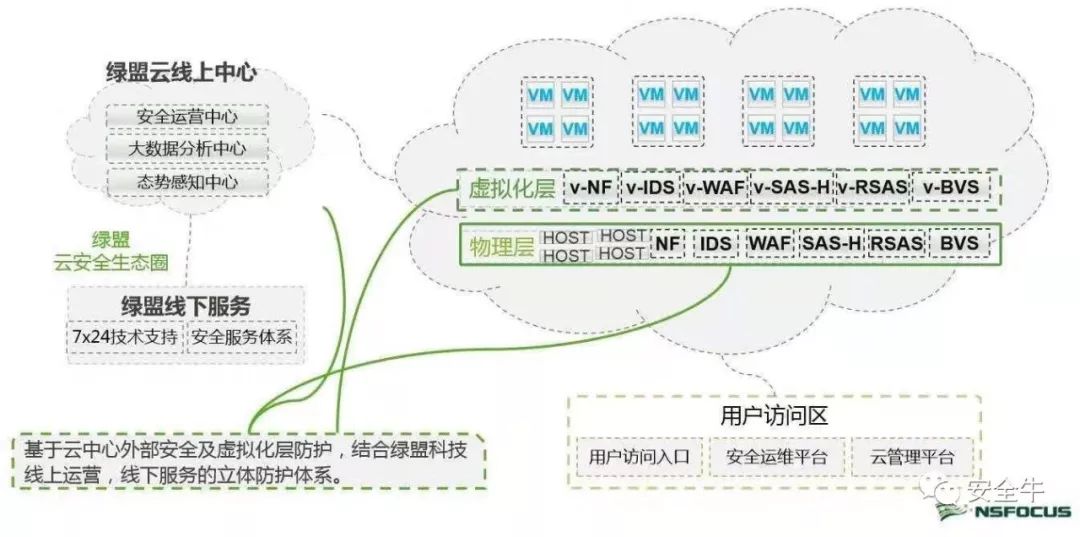 绿盟云线上中心
安全运营中心
大数据分析中心
态势感知中心
绿盟
云安全生态圈
绿盟线下服务
7x24技术支持 安全服务体系
VM VM VM VM VM VM VM VM
VM VM VM VM VM VM VM VM
虚拟化层 v-NF v-IDS v-WAF v-SAS-H v-RSAS v-BVS
物理层 HOST HOST NF IDS WAF SAS-H RSAS BVS
HOST HOST
基于云中心外部安全及虚拟化层防护，结合绿盟科技
线上运营，线下服务的立体防护体系。
用户访问区
用户访问入口 安全运维平台 云管理平台
安全牛
NSFOCUS